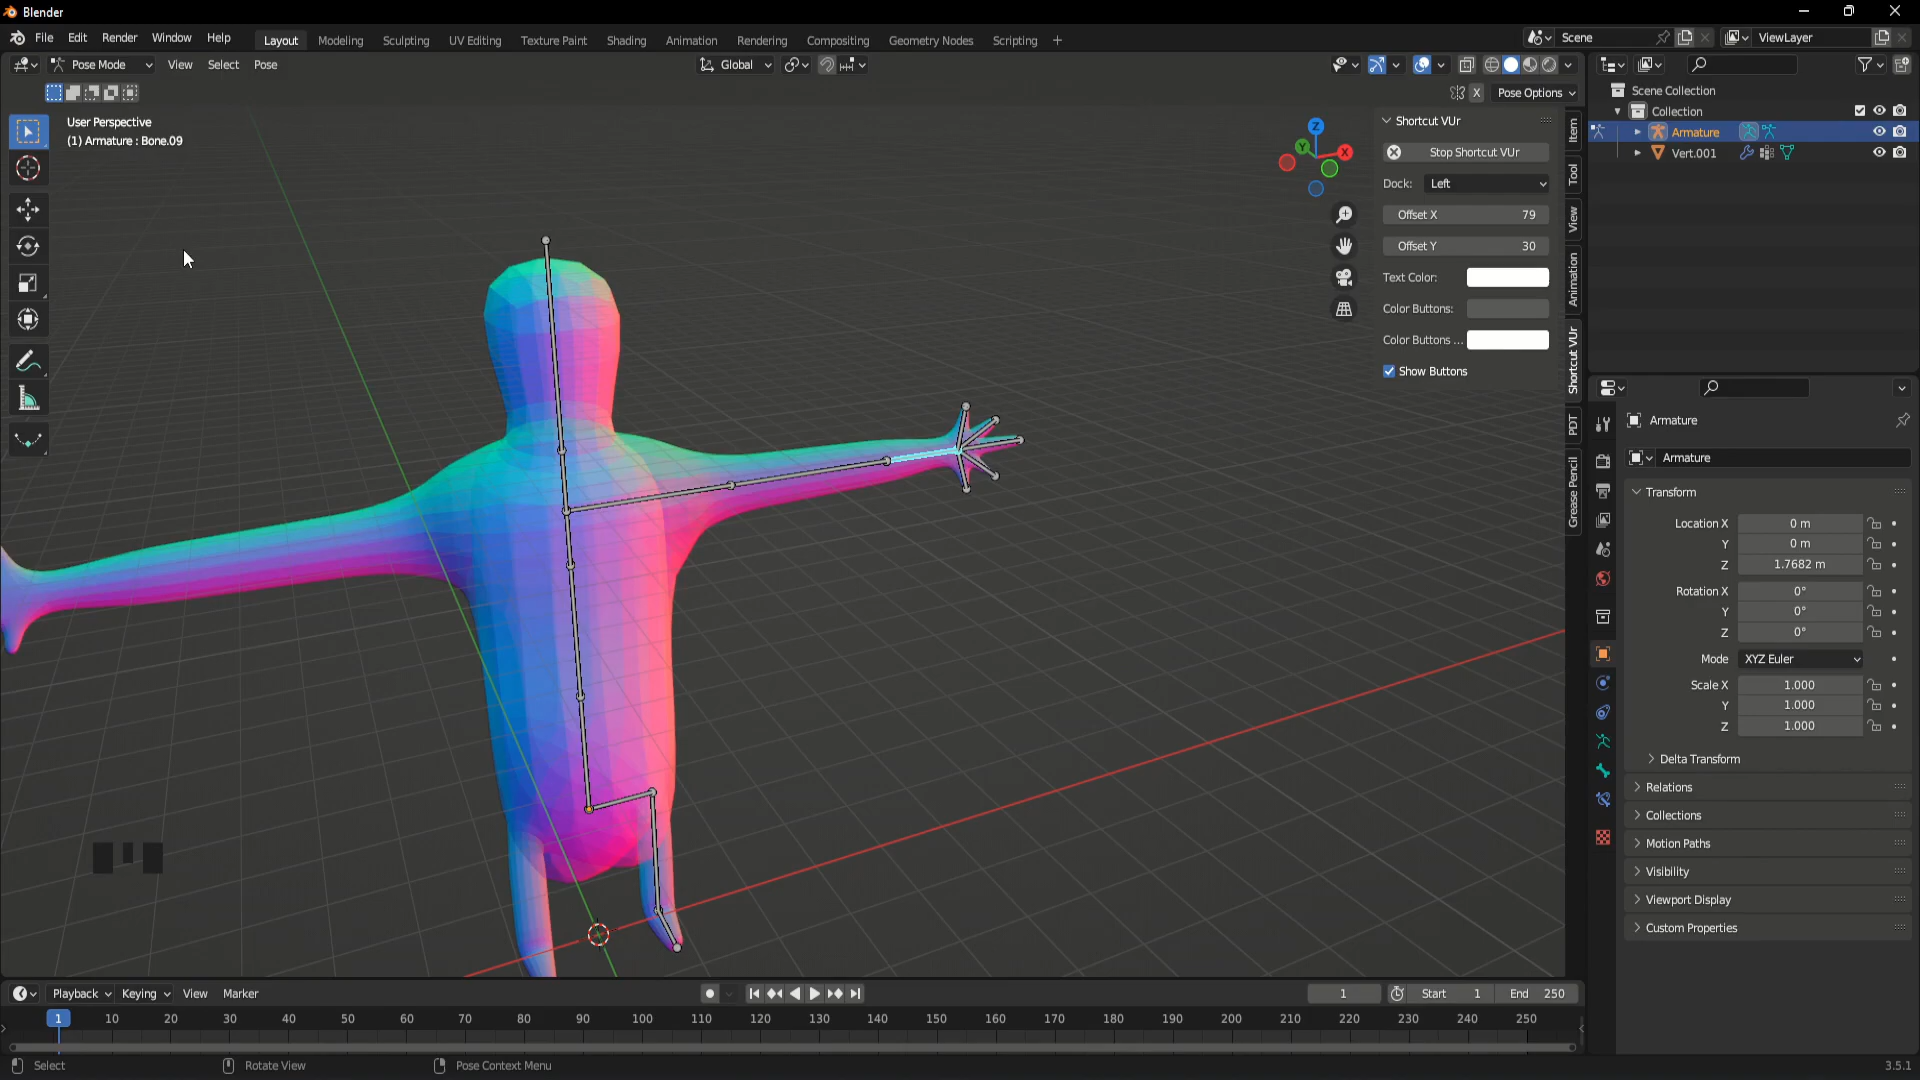 Blender
File Edit Render Window Help Layout Modeling Sculpting UV Editing Texture Paint Shading Animation Rendering Compositing Geometry Nodes Scripting + Scene ViewLayer
Pose Mode View Select Pose Global
X Pose Options
User Perspective
(1) Armature : Bone.09
Z
Y
X
Shortcut VUr
Stop Shortcut VUr
Dock: Left
Offset X 79
Offset Y 30
Text Color:
Color Buttons:
Color Buttons ...
Show Buttons
Item
Tool
View
Animation
Shortcut VUr
PDT
Grease Pencil
Scene Collection
Collection
Armature
Vert.001
Armature
Armature
Transform
Location X 0 m
Y 0 m
Z 1.7682 m
Rotation X 0°
Y 0°
Z 0°
Mode XYZ Euler
Scale X 1.000
Y 1.000
Z 1.000
Delta Transform
Relations
Collections
Motion Paths
Visibility
Viewport Display
Custom Properties
Playback Keying View Marker 1 Start 1 End 250
1 10 20 30 40 50 60 70 80 90 100 110 120 130 140 150 160 170 180 190 200 210 220 230 240 250
Select Rotate View Pose Context Menu 3.5.1